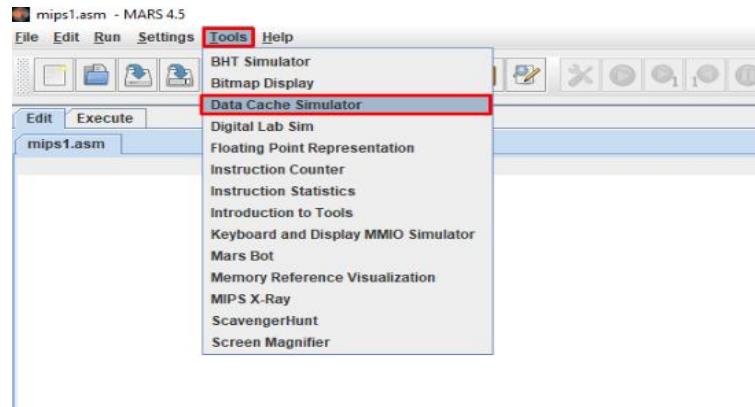 mips1.asm - MARS 4.5
File Edit Run Settings Tools Help
BHT Simulator
Bitmap Display
Data Cache Simulator
Edit Execute
Digital Lab Sim
mips1.asm
Floating Point Representation
Instruction Counter
Instruction Statistics
Introduction to Tools
Keyboard and Display MMIO Simulator
Mars Bot
Memory Reference Visualization
MIPS X-Ray
ScavengerHunt
Screen Magnifier